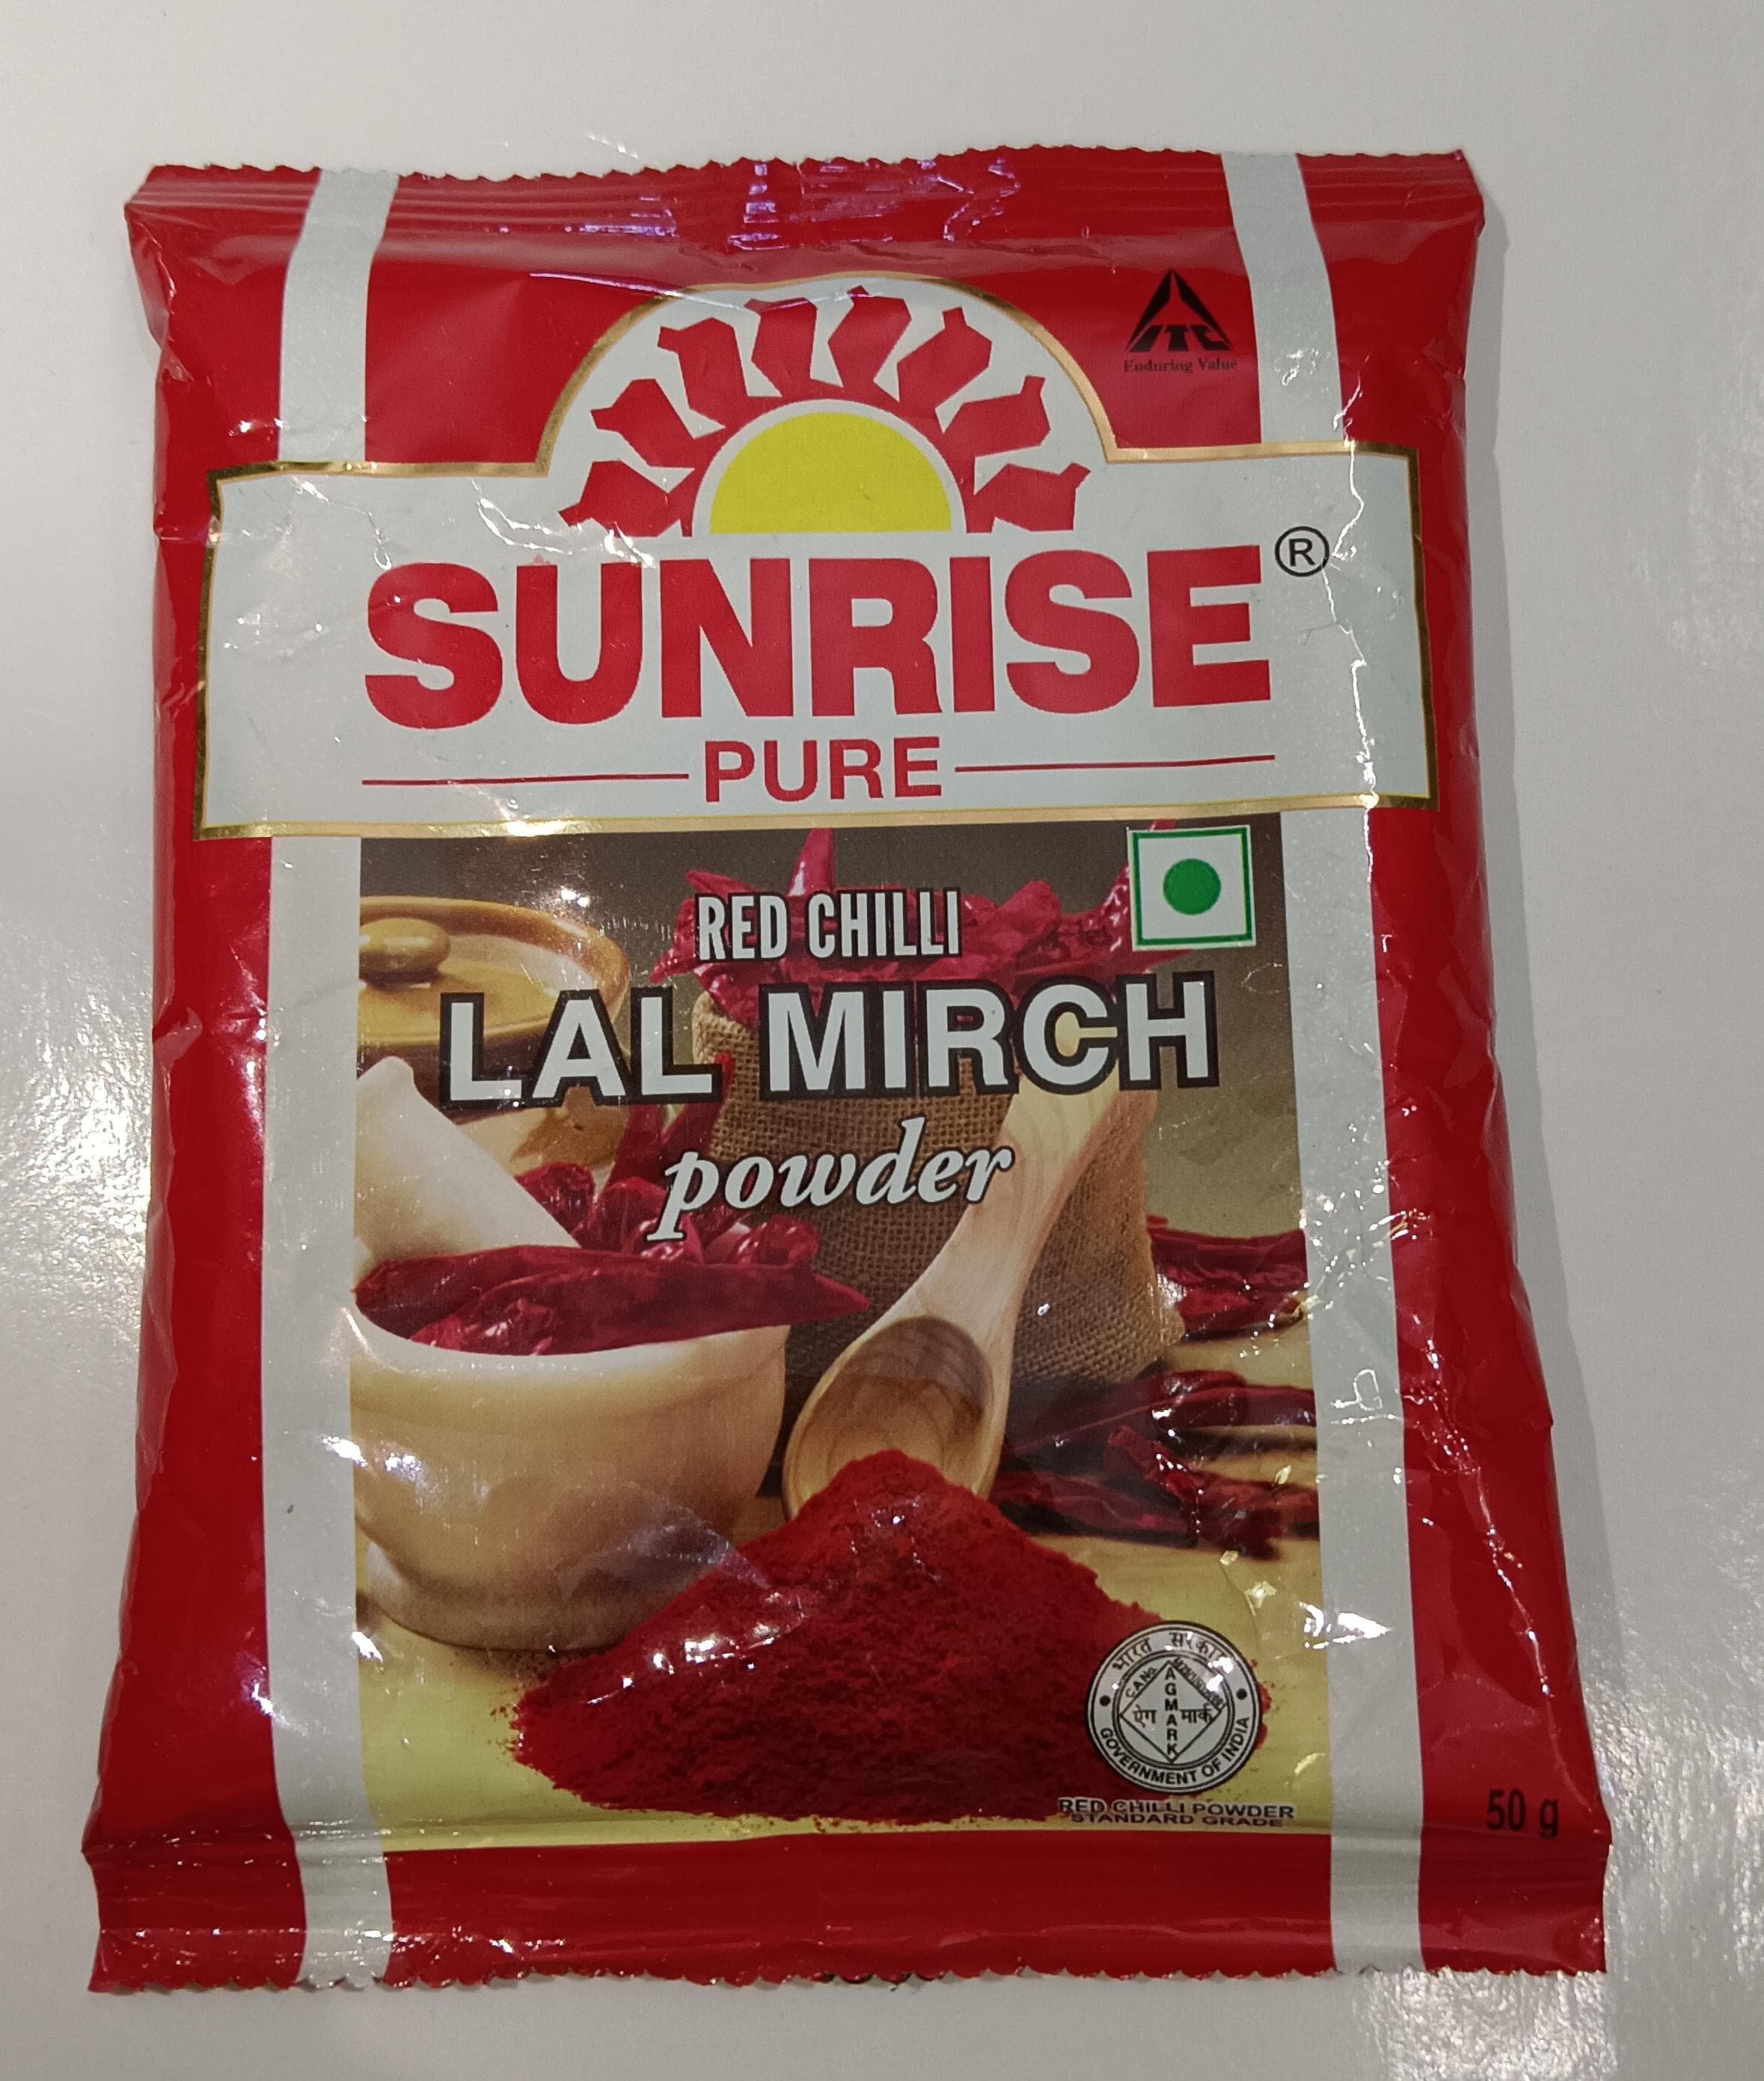 ITC
Enduring Value
SUNRISE®
PURE
RED CHILLI
LAL MIRCH
powder
भारत सरकार
C.A.No.
AGMARK
ऐग मार्क
GOVERNMENT OF INDIA
RED CHILLI POWDER
STANDARD GRADE
50 g